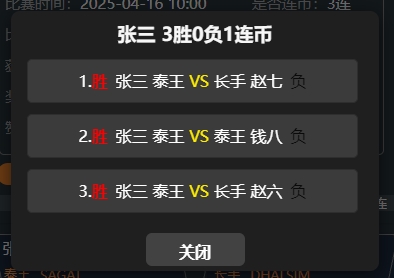 比赛时间：2025-04-16 10:00 是否连币：3连
张三 3胜0负1连币
1.胜 张三 泰王 VS 长手 赵七 负
2.胜 张三 泰王 VS 泰王 钱八 负
3.胜 张三 泰王 VS 长手 赵六 负
连
关闭
张
泰王 SAGAT 长手 DHALSIM